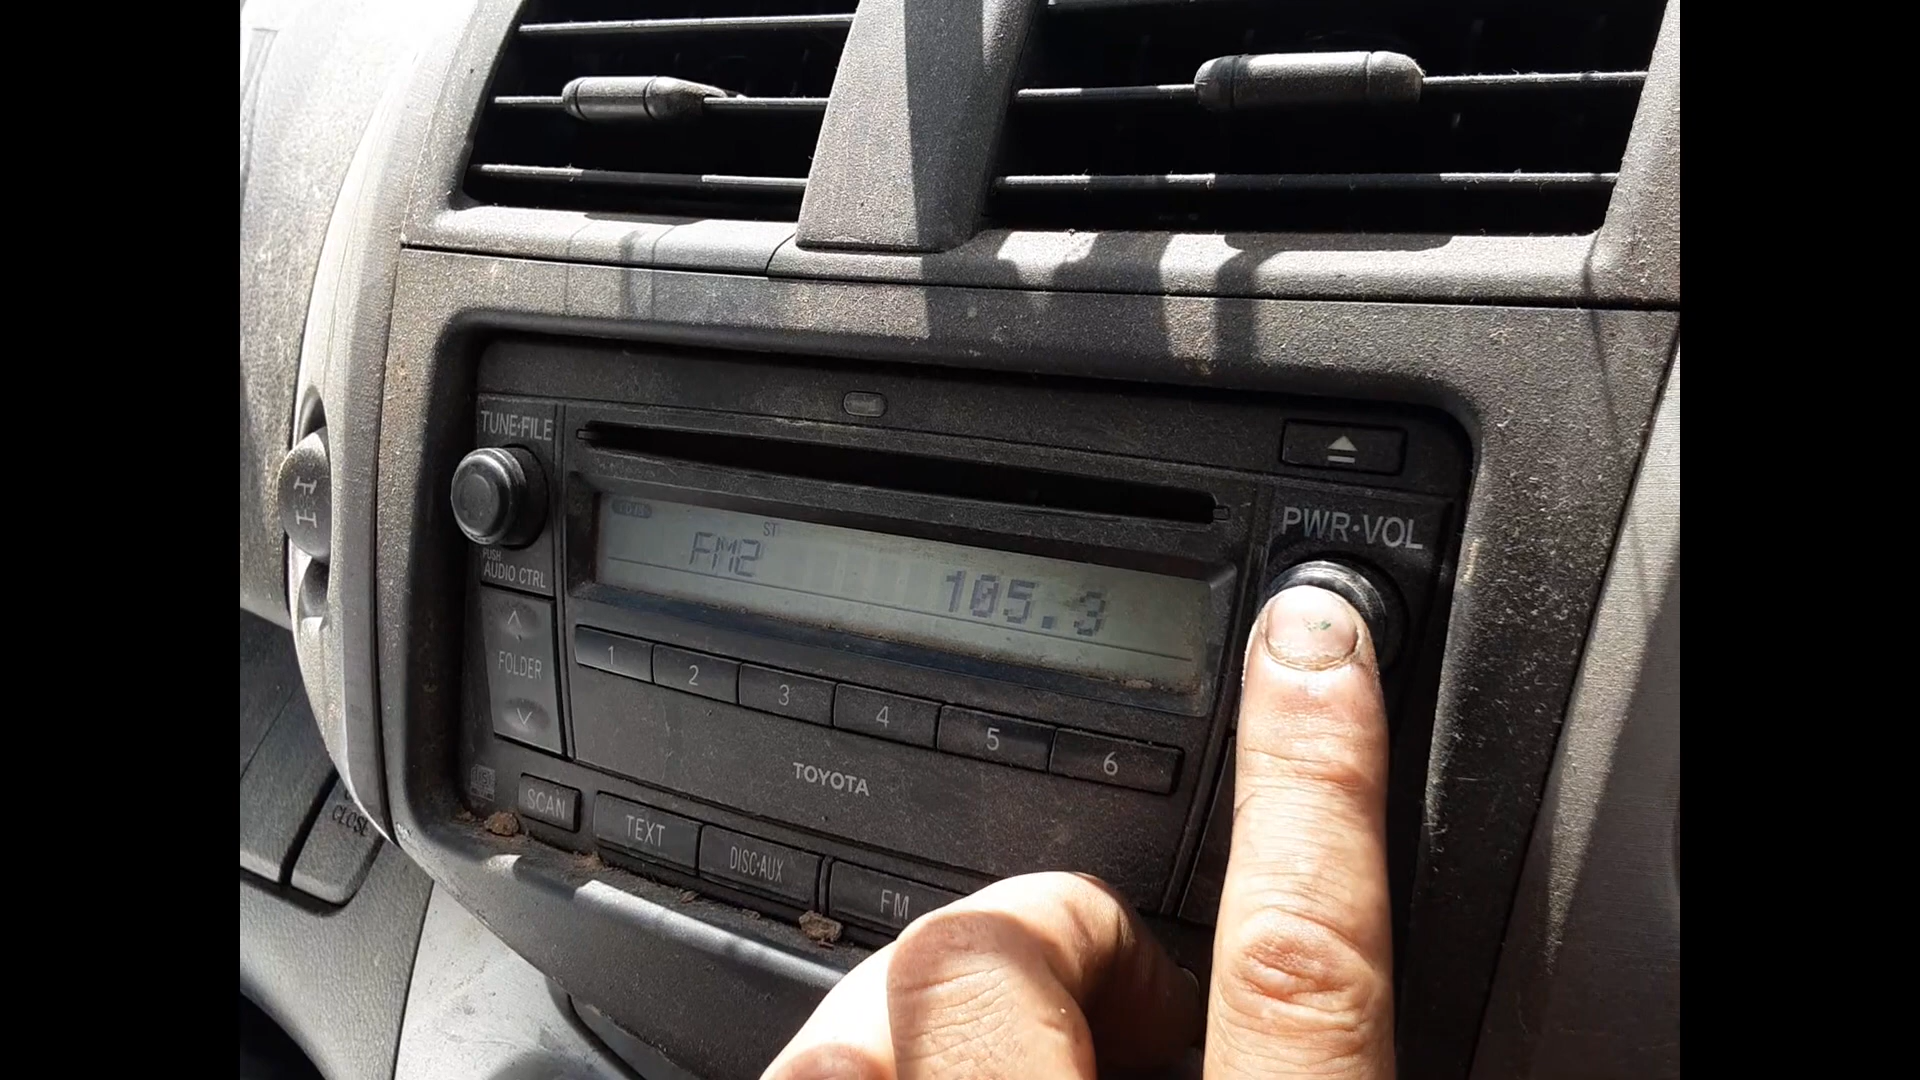 TUNE·FILE
PWR·VOL
ST
FM2
105.3
PUSH
AUDIO CTRL
FOLDER
1
2
3
4
5
6
TOYOTA
SCAN
TEXT
DISC·AUX
FM
CLOSE